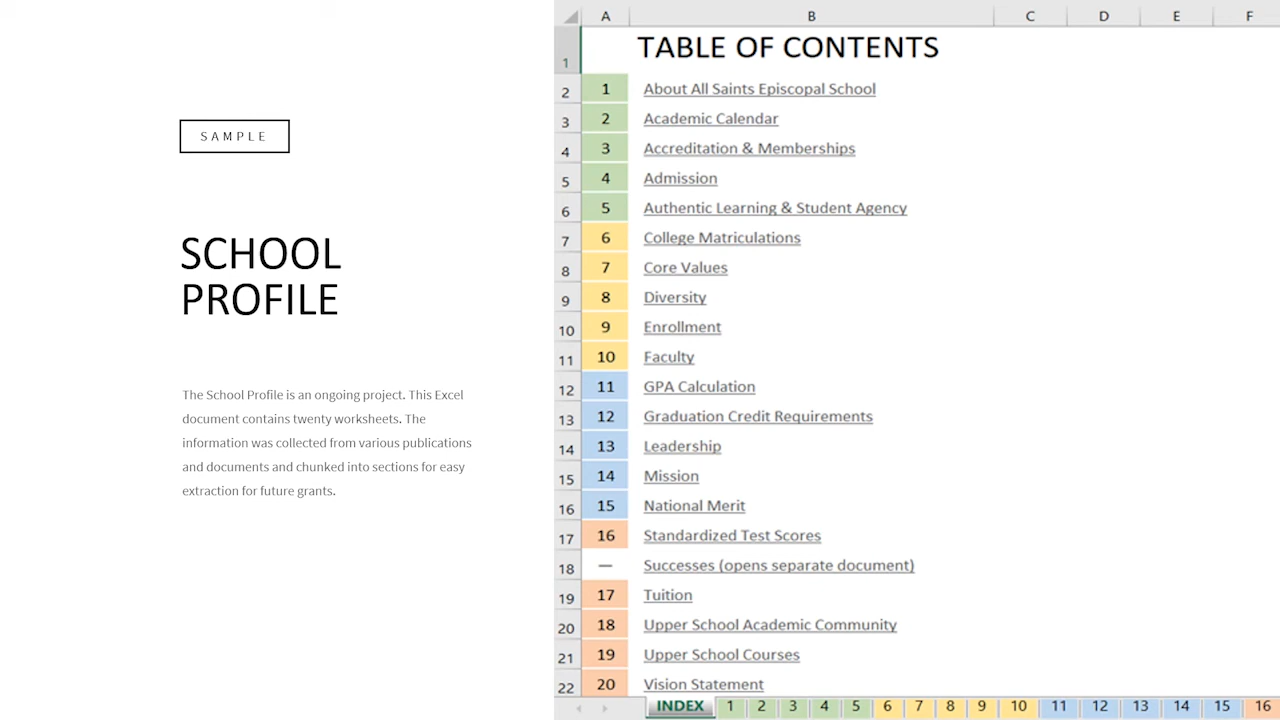 SAMPLE
SCHOOL
PROFILE
The School Profile is an ongoing project. This Excel
document contains twenty worksheets. The
information was collected from various publications
and documents and chunked into sections for easy
extraction for future grants.
A B C D E F
1 TABLE OF CONTENTS
2 1 About All Saints Episcopal School
3 2 Academic Calendar
4 3 Accreditation & Memberships
5 4 Admission
6 5 Authentic Learning & Student Agency
7 6 College Matriculations
8 7 Core Values
9 8 Diversity
10 9 Enrollment
11 10 Faculty
12 11 GPA Calculation
13 12 Graduation Credit Requirements
14 13 Leadership
15 14 Mission
16 15 National Merit
17 16 Standardized Test Scores
18 — Successes (opens separate document)
19 17 Tuition
20 18 Upper School Academic Community
21 19 Upper School Courses
22 20 Vision Statement
INDEX 1 2 3 4 5 6 7 8 9 10 11 12 13 14 15 16